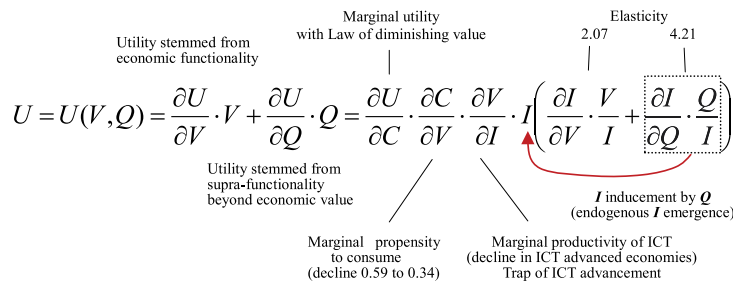 Marginal utility
with Law of diminishing value
Elasticity
2.07 4.21
Utility stemmed from
economic functionality
U = U(V,Q) = ∂U/∂V · V + ∂U/∂Q · Q = ∂U/∂C · ∂C/∂V · ∂V/∂I · I(∂I/∂V · V/I + ∂I/∂Q · Q/I)
Utility stemmed from
supra-functionality
beyond economic value
I inducement by Q
(endogenous I emergence)
Marginal propensity
to consume
(decline 0.59 to 0.34)
Marginal productivity of ICT
(decline in ICT advanced economies)
Trap of ICT advancement